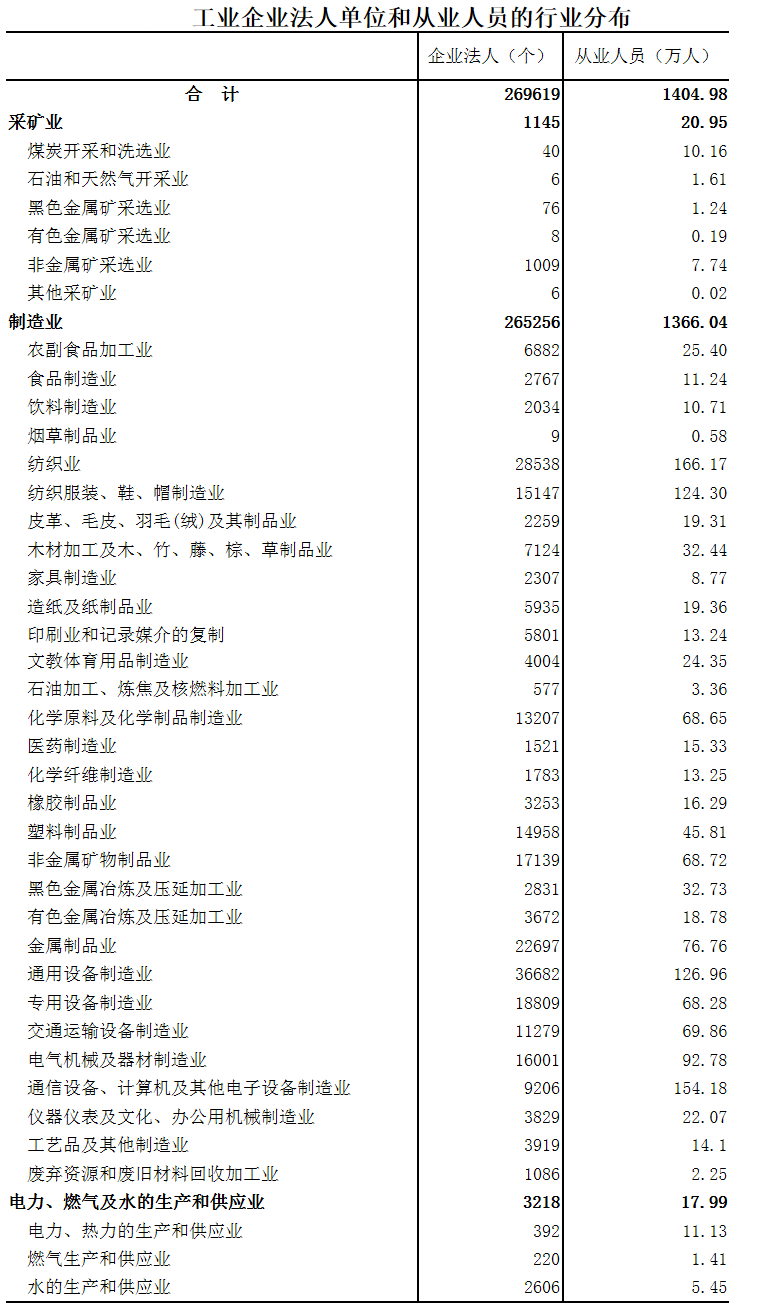 工业企业法人单位和从业人员的行业分布
企业法人（个） 从业人员（万人）
合 计 269619 1404.98
采矿业 1145 20.95
煤炭开采和洗选业 40 10.16
石油和天然气开采业 6 1.61
黑色金属矿采选业 76 1.24
有色金属矿采选业 8 0.19
非金属矿采选业 1009 7.74
其他采矿业 6 0.02
制造业 265256 1366.04
农副食品加工业 6882 25.40
食品制造业 2767 11.24
饮料制造业 2034 10.71
烟草制品业 9 0.58
纺织业 28538 166.17
纺织服装、鞋、帽制造业 15147 124.30
皮革、毛皮、羽毛(绒)及其制品业 2259 19.31
木材加工及木、竹、藤、棕、草制品业 7124 32.44
家具制造业 2307 8.77
造纸及纸制品业 5935 19.36
印刷业和记录媒介的复制 5801 13.24
文教体育用品制造业 4004 24.35
石油加工、炼焦及核燃料加工业 577 3.36
化学原料及化学制品制造业 13207 68.65
医药制造业 1521 15.33
化学纤维制造业 1783 13.25
橡胶制品业 3253 16.29
塑料制品业 14958 45.81
非金属矿物制品业 17139 68.72
黑色金属冶炼及压延加工业 2831 32.73
有色金属冶炼及压延加工业 3672 18.78
金属制品业 22697 76.76
通用设备制造业 36682 126.96
专用设备制造业 18809 68.28
交通运输设备制造业 11279 69.86
电气机械及器材制造业 16001 92.78
通信设备、计算机及其他电子设备制造业 9206 154.18
仪器仪表及文化、办公用机械制造业 3829 22.07
工艺品及其他制造业 3919 14.1
废弃资源和废旧材料回收加工业 1086 2.25
电力、燃气及水的生产和供应业 3218 17.99
电力、热力的生产和供应业 392 11.13
燃气生产和供应业 220 1.41
水的生产和供应业 2606 5.45